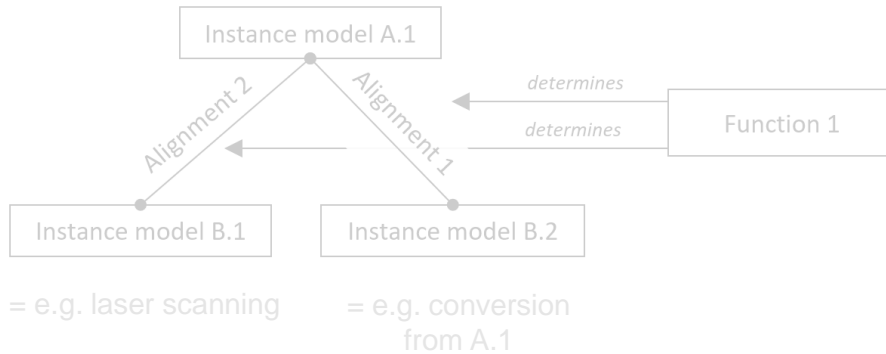 Instance model A.1
Alignment 2
Alignment 1
determines
determines
Function 1
Instance model B.1
Instance model B.2
= e.g. laser scanning
= e.g. conversion
from A.1